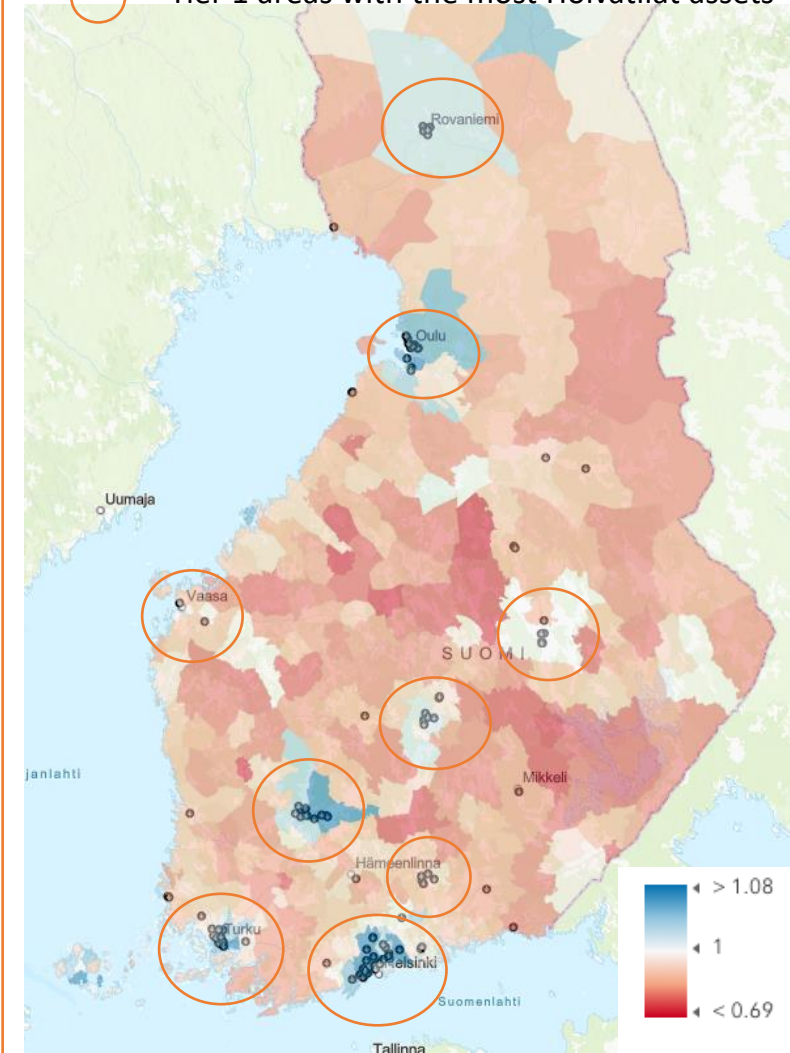 Tier 1 areas with the most Hoivatilat assets
Rovaniemi
Oulu
Uumaja
Vaasa
SUOMI
janlahti
Mikkeli
Hämeenlinna
> 1.08
Turku
1
Helsinki
Suomenlahti
< 0.69
Tallinna